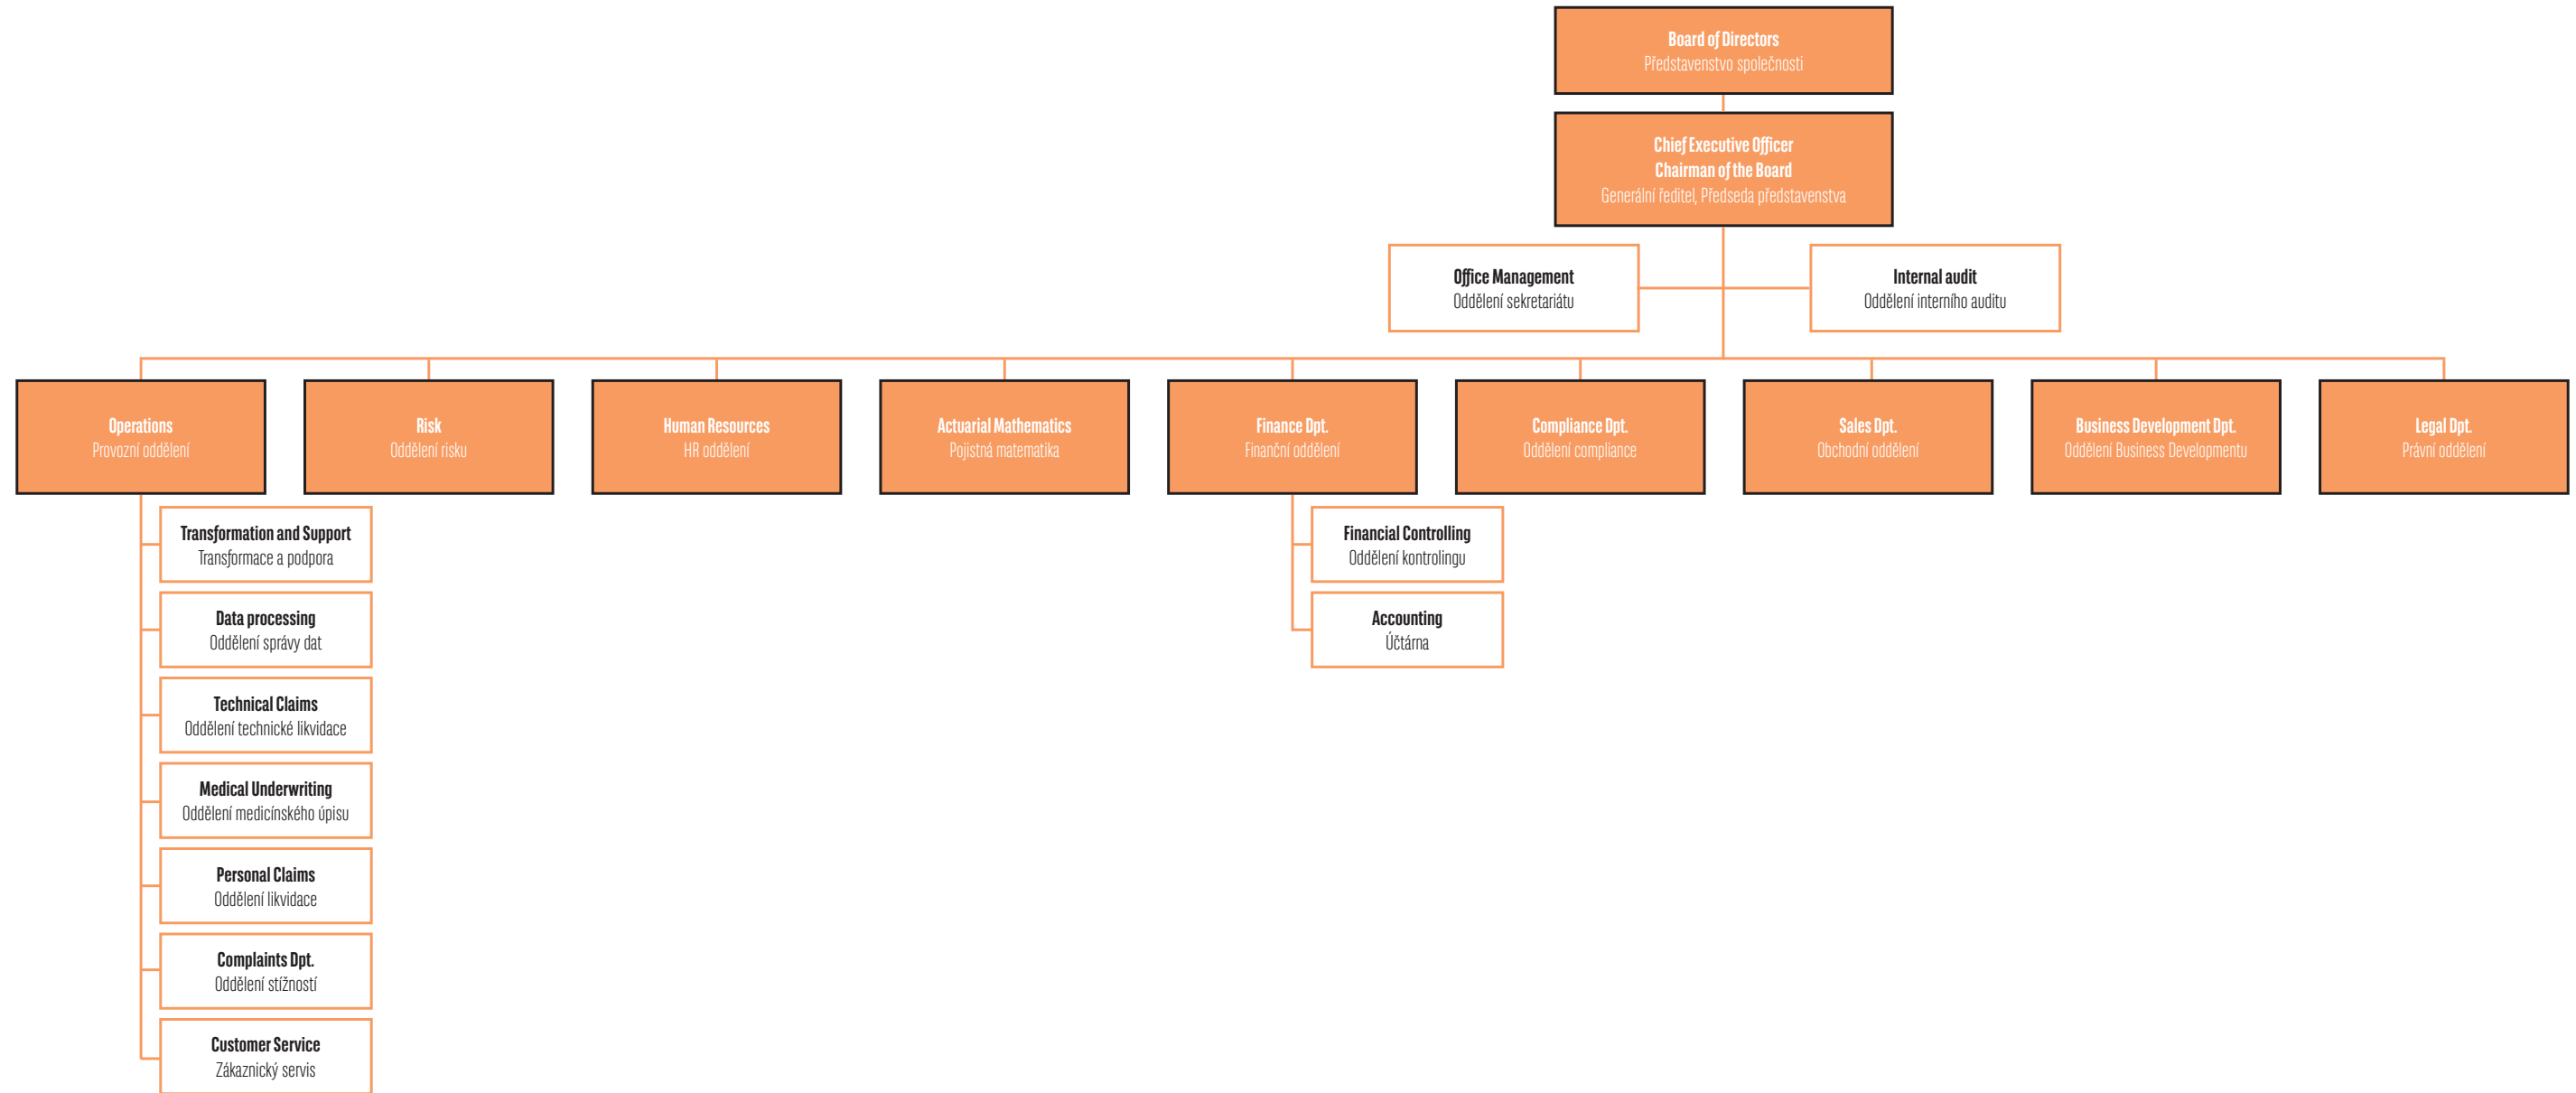 Board of Directors
Představenstvo společnosti
Chief Executive Officer
Chairman of the Board
Generální ředitel, Předseda představenstva
Office Management
Oddělení sekretariátu
Internal audit
Oddělení interního auditu
Operations
Provozní oddělení
Risk
Oddělení risku
Human Resources
HR oddělení
Actuarial Mathematics
Pojistná matematika
Finance Dpt.
Finanční oddělení
Compliance Dpt.
Oddělení compliance
Sales Dpt.
Obchodní oddělení
Business Development Dpt.
Oddělení Business Developmentu
Legal Dpt.
Právní oddělení
Transformation and Support
Transformace a podpora
Data processing
Oddělení správy dat
Technical Claims
Oddělení technické likvidace
Medical Underwriting
Oddělení medicínského úpisu
Personal Claims
Oddělení likvidace
Complaints Dpt.
Oddělení stížností
Customer Service
Zákaznický servis
Financial Controlling
Oddělení kontrolingu
Accounting
Účtárna